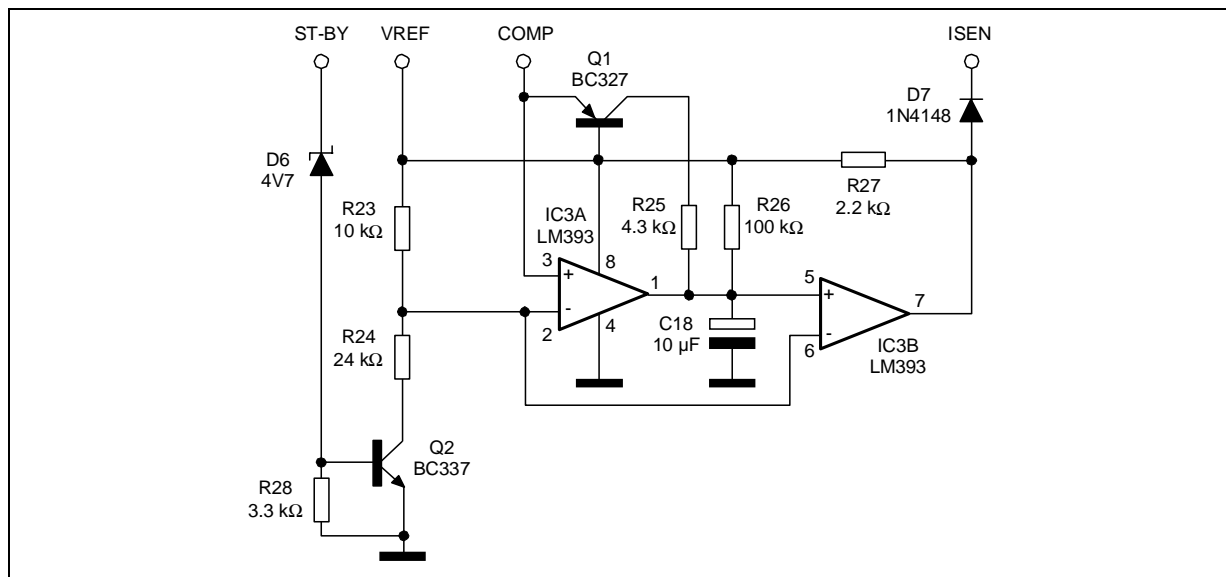 ST-BY VREF COMP ISEN
Q1
BC327
D7
1N4148
D6
4V7
R23
10 kΩ
IC3A
LM393
R25
4.3 kΩ
R26
100 kΩ
R27
2.2 kΩ
3
+
8
1
-
2
4
5
+
7
-
6
R24
24 kΩ
C18
10 µF
IC3B
LM393
Q2
BC337
R28
3.3 kΩ